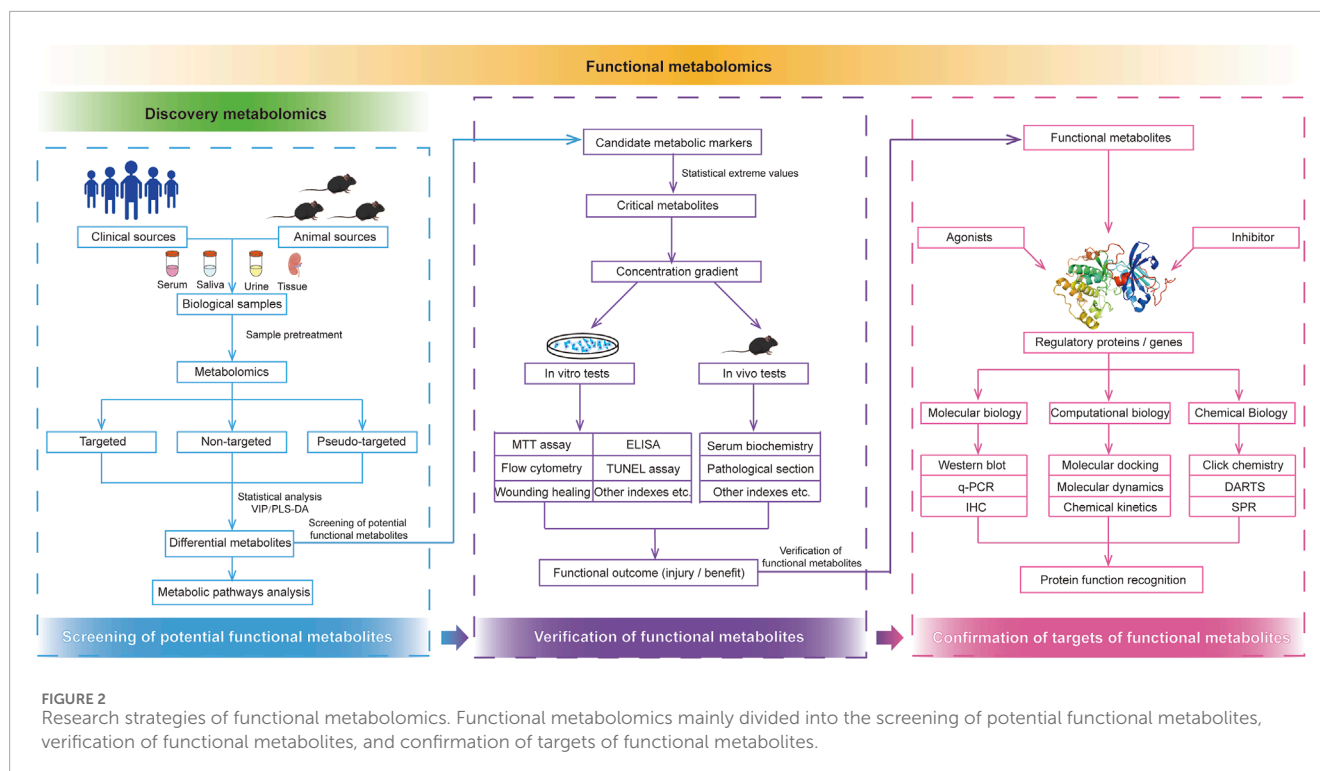 Functional metabolomics
Discovery metabolomics
Clinical sources
Animal sources
Serum
Saliva
Urine
Tissue
Biological samples
Sample pretreatment
Metabolomics
Targeted
Non-targeted
Pseudo-targeted
Statistical analysis
VIP/PLS-DA
Differential metabolites
Screening of potential
functional metabolites
Metabolic pathways analysis
Screening of potential functional metabolites
Candidate metabolic markers
Statistical extreme values
Critical metabolites
Concentration gradient
In vitro tests
In vivo tests
MTT assay
ELISA
Flow cytometry
TUNEL assay
Wounding healing
Other indexes etc.
Serum biochemistry
Pathological section
Other indexes etc.
Functional outcome (injury / benefit)
Verification of
functional metabolites
Verification of functional metabolites
Functional metabolites
Agonists
Inhibitor
Regulatory proteins / genes
Molecular biology
Computational biology
Chemical Biology
Western blot
q-PCR
IHC
Molecular docking
Molecular dynamics
Chemical kinetics
Click chemistry
DARTS
SPR
Protein function recognition
Confirmation of targets of functional metabolites
FIGURE 2
Research strategies of functional metabolomics. Functional metabolomics mainly divided into the screening of potential functional metabolites,
verification of functional metabolites, and confirmation of targets of functional metabolites.